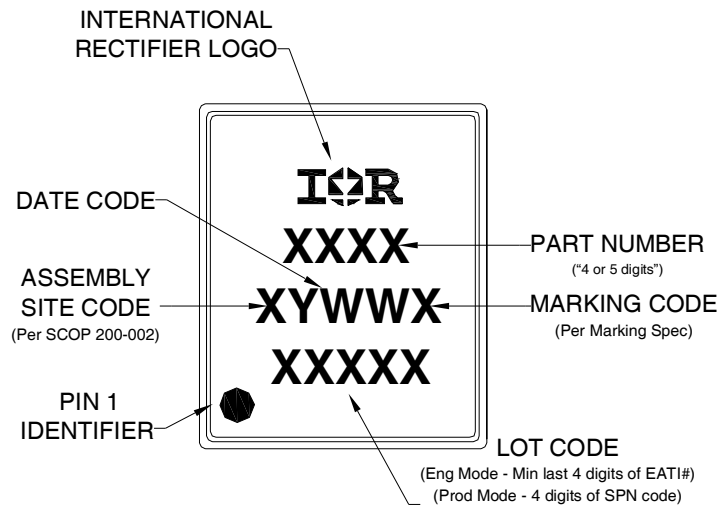 INTERNATIONAL
RECTIFIER LOGO
IOR
DATE CODE
XXXX
PART NUMBER
("4 or 5 digits")
ASSEMBLY
SITE CODE
(Per SCOP 200-002)
XYWWX
MARKING CODE
(Per Marking Spec)
XXXXX
PIN 1
IDENTIFIER
LOT CODE
(Eng Mode - Min last 4 digits of EATI#)
(Prod Mode - 4 digits of SPN code)